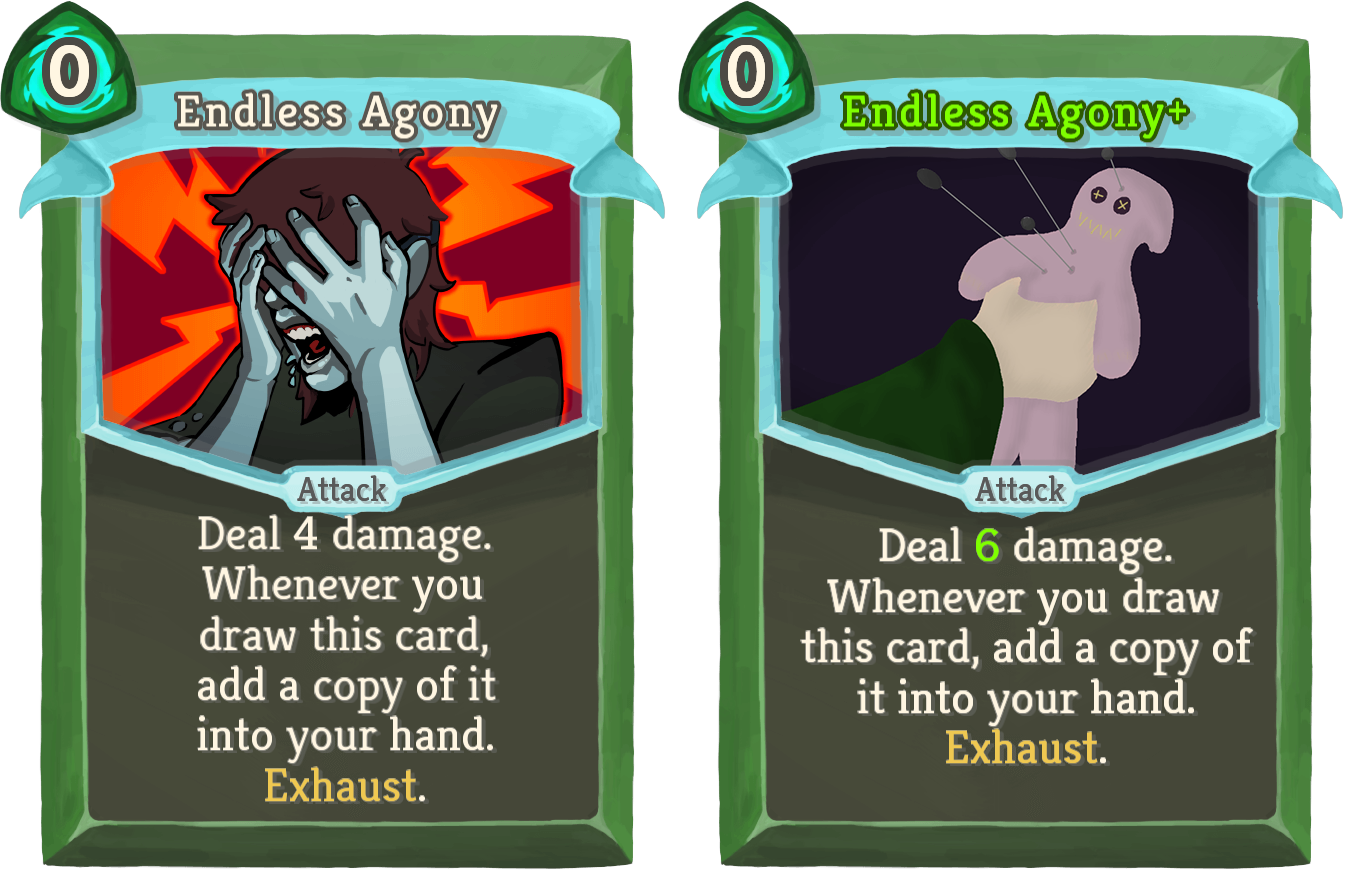 0
Endless Agony
Attack
Deal 4 damage.
Whenever you
draw this card,
add a copy of it
into your hand.
Exhaust.
0
Endless Agony+
Attack
Deal 6 damage.
Whenever you draw
this card, add a copy of
it into your hand.
Exhaust.